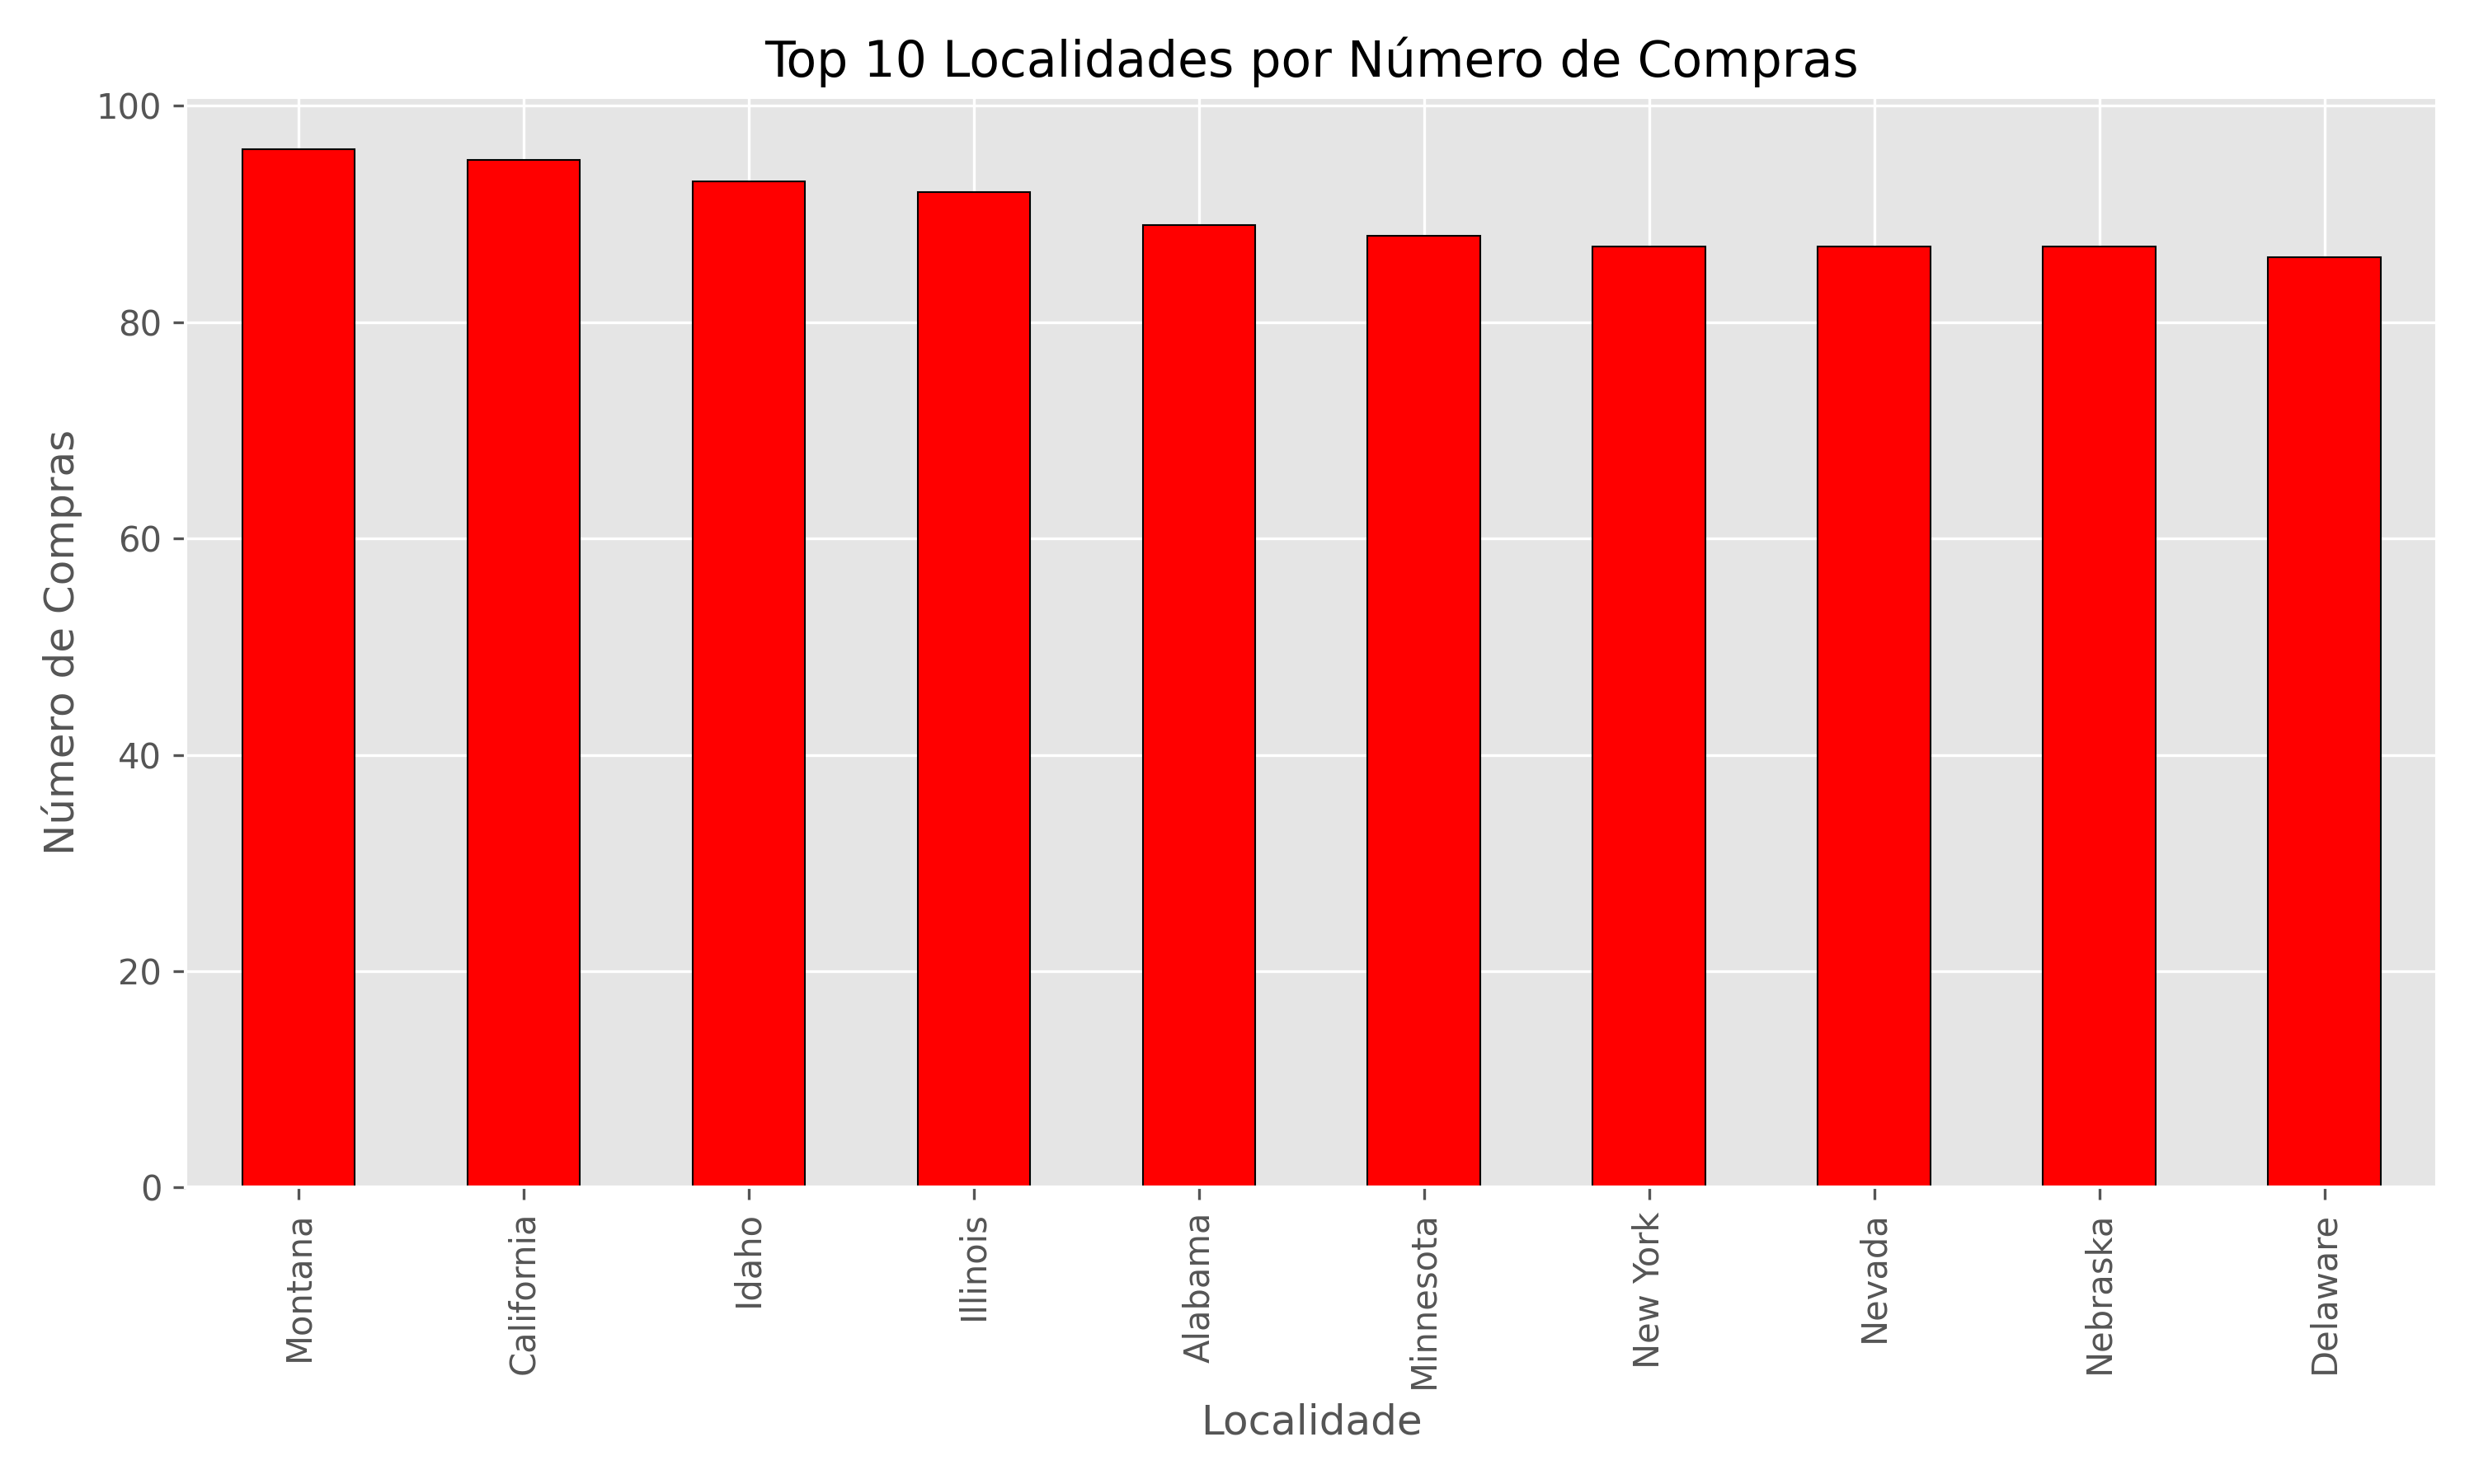 Top 10 Localidades por Número de Compras
Número de Compras
100
80
60
40
20
0
Montana
California
Idaho
Illinois
Alabama
Minnesota
New York
Nevada
Nebraska
Delaware
Localidade